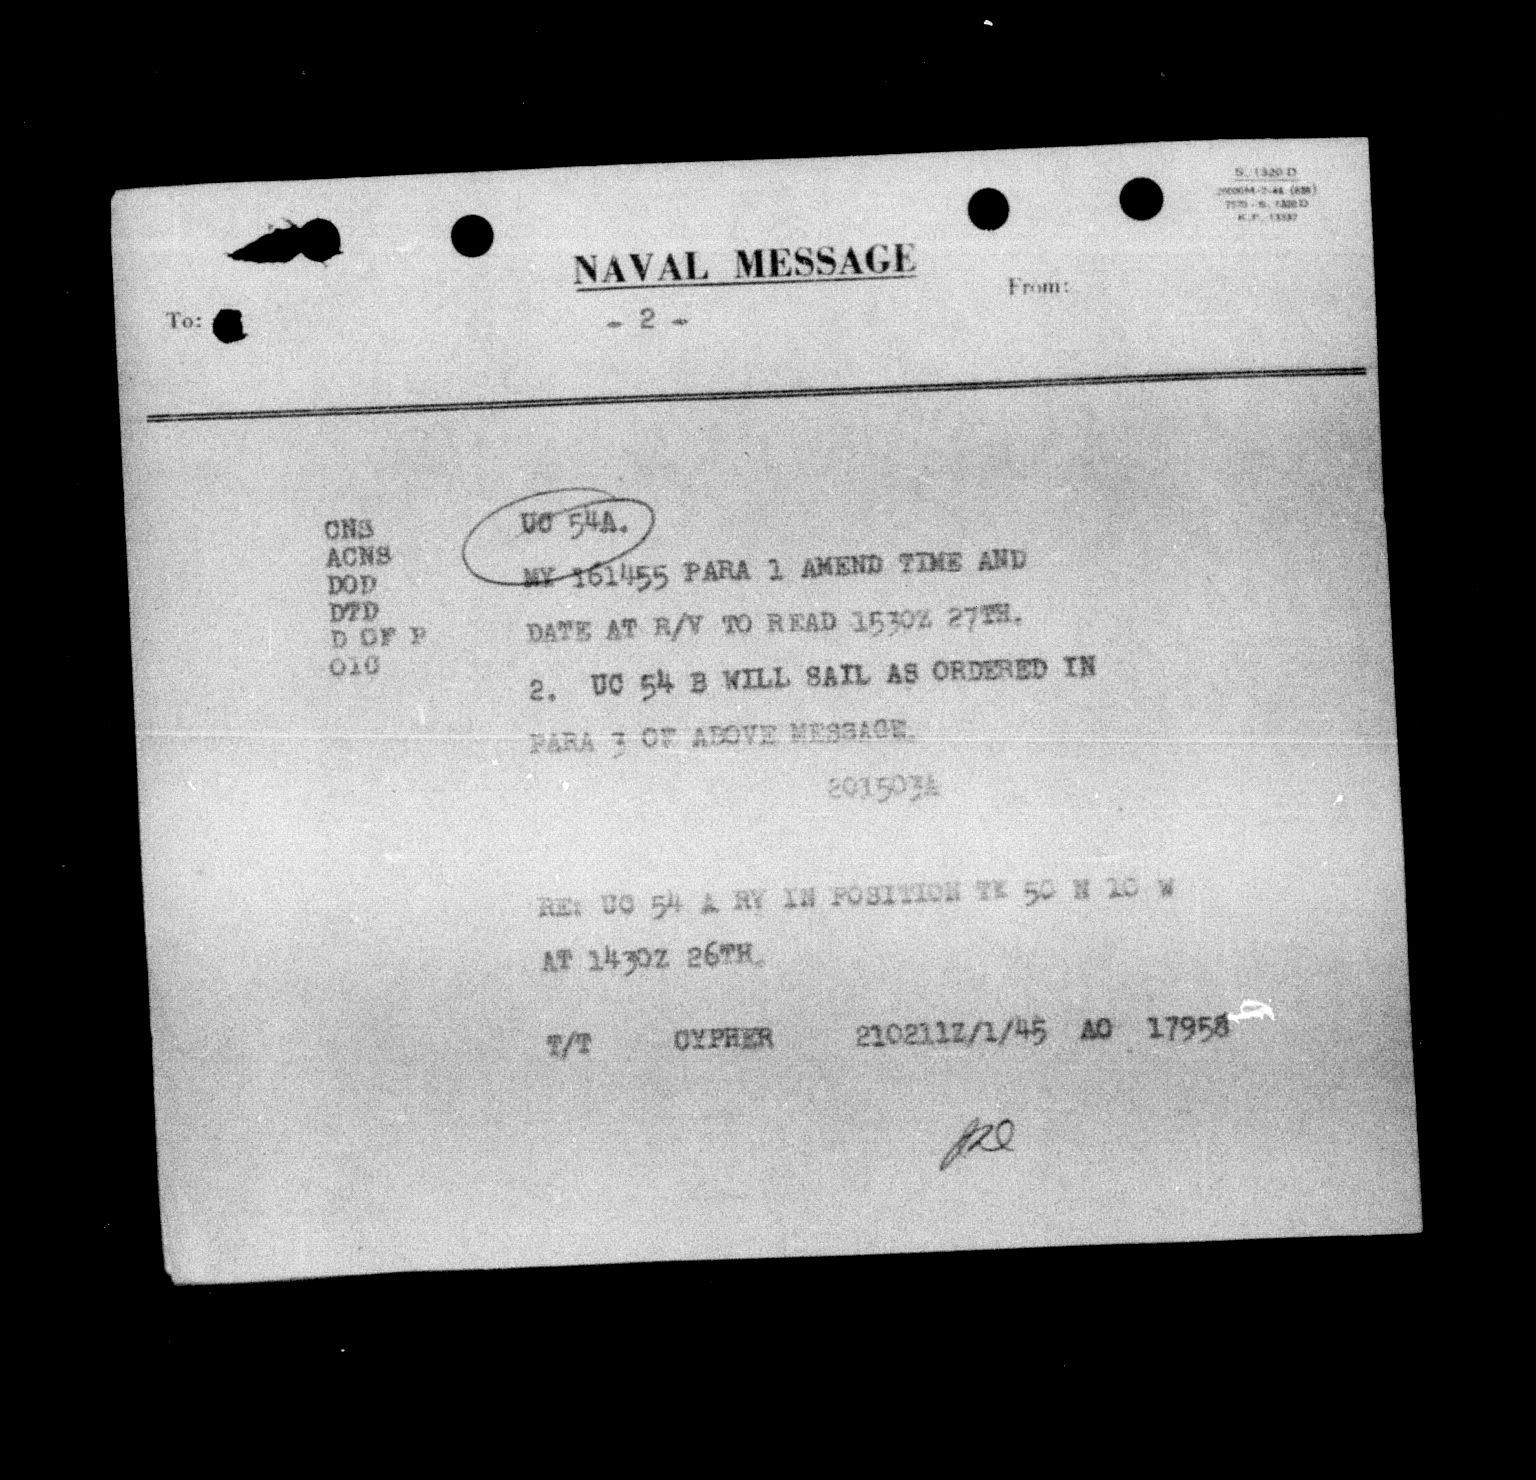 S. 1320 D
NAVAL MESSAGE
To:
From:
- 2 -
CNS
ACNS
DOD
DTD
D OF P
OIC
UC 54A.
MY 161455 PARA 1 AMEND TIME AND
DATE AT R/V TO READ 1530Z 27TH.
2. UC 54 B WILL SAIL AS ORDERED IN
PARA 3 OF ABOVE MESSAGE.
201503A
RE: UC 54 A RV IN POSITION TK 50 N 10 W
AT 1430Z 26TH.
T/T CYPHER 210211Z/1/45 AO 17958